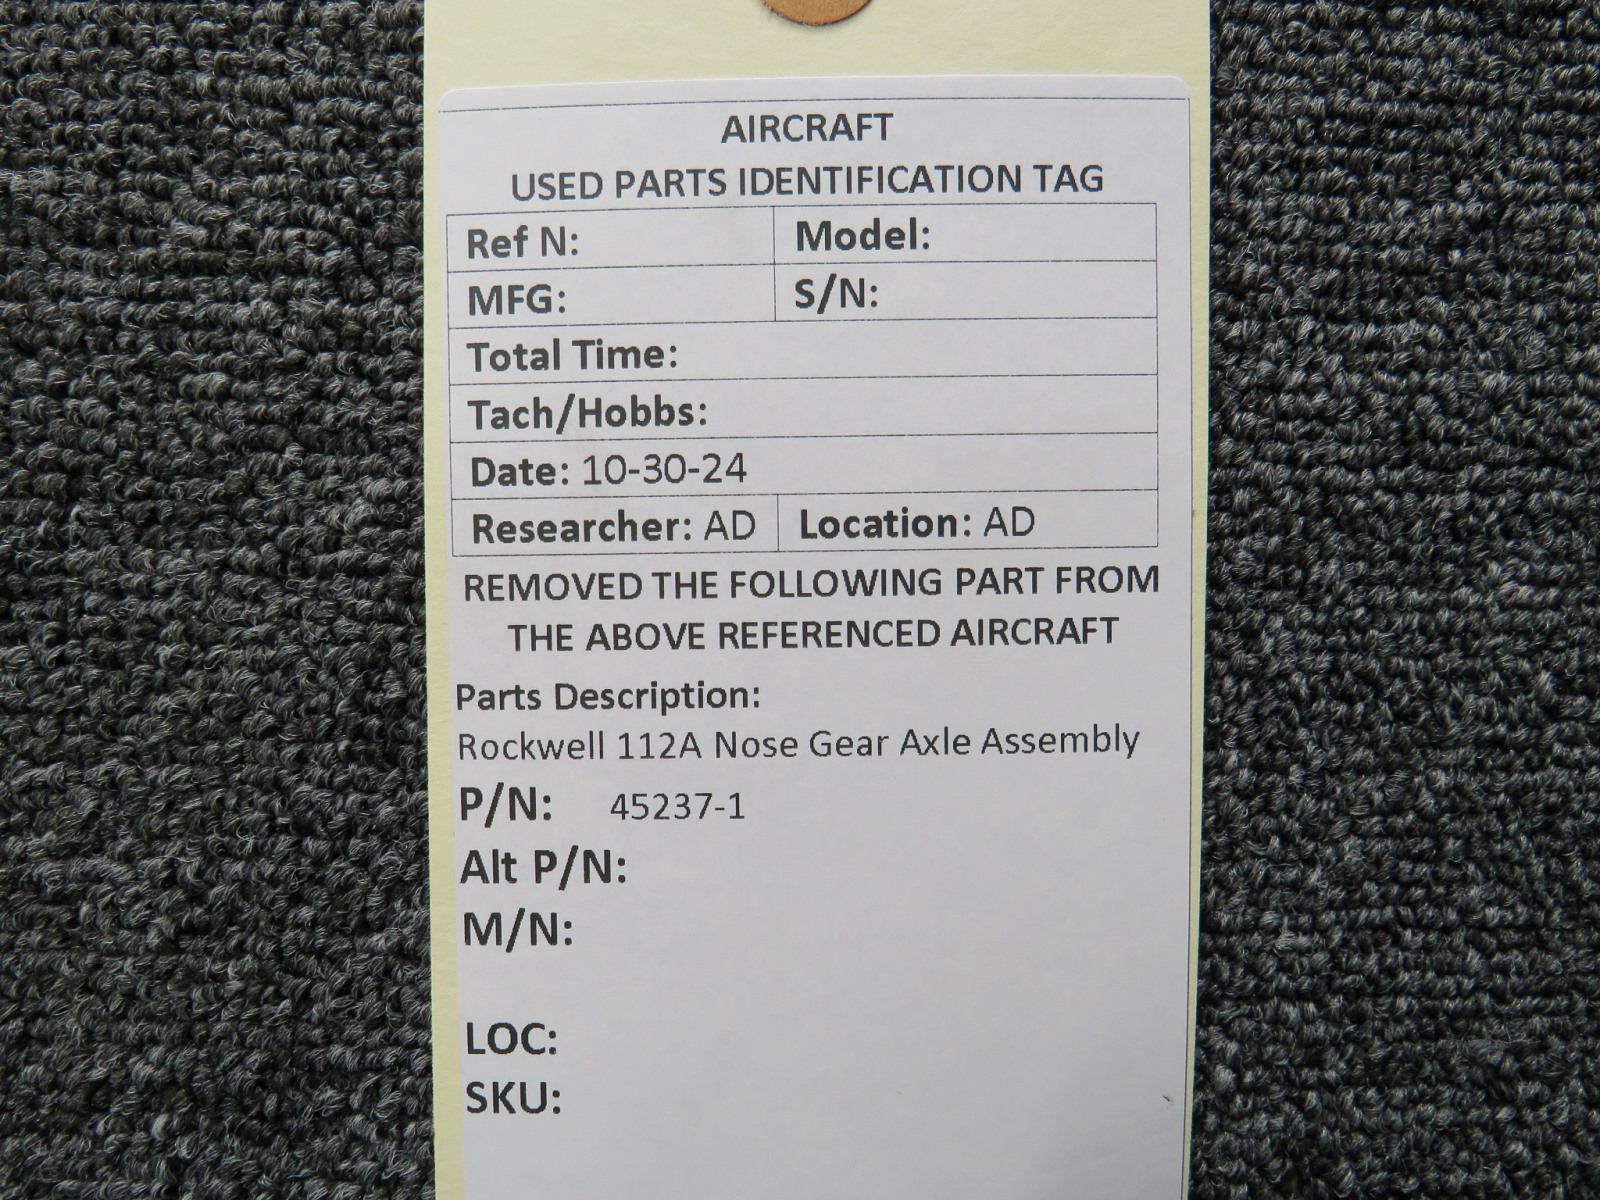 AIRCRAFT
USED PARTS IDENTIFICATION TAG
Ref N: Model:
MFG: S/N:
Total Time:
Tach/Hobbs:
Date: 10-30-24
Researcher: AD Location: AD
REMOVED THE FOLLOWING PART FROM
THE ABOVE REFERENCED AIRCRAFT
Parts Description:
Rockwell 112A Nose Gear Axle Assembly
P/N: 45237-1
Alt P/N:
M/N:
LOC:
SKU: